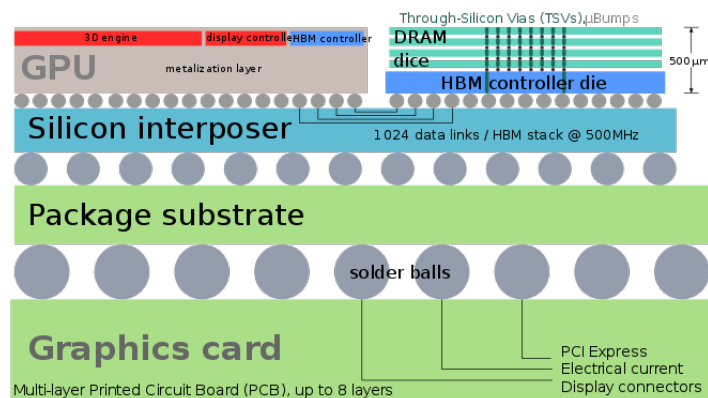 Through-Silicon Vias (TSVs), µBumps
3D engine
display controller
HBM controller
DRAM
dice
500 µm
GPU
metalization layer
HBM controller die
Silicon interposer
1024 data links / HBM stack @ 500MHz
Package substrate
solder balls
Graphics card
PCI Express
Electrical current
Display connectors
Multi-layer Printed Circuit Board (PCB), up to 8 layers